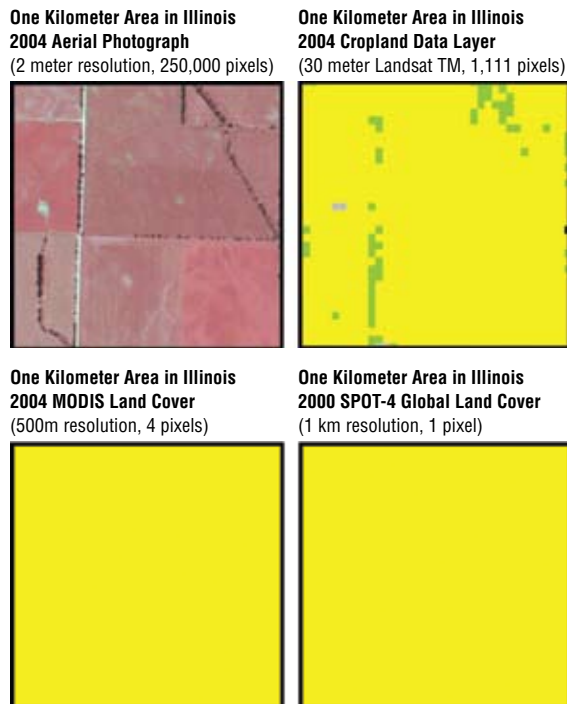 One Kilometer Area in Illinois
2004 Aerial Photograph
(2 meter resolution, 250,000 pixels)
One Kilometer Area in Illinois
2004 Cropland Data Layer
(30 meter Landsat TM, 1,111 pixels)
One Kilometer Area in Illinois
2004 MODIS Land Cover
(500m resolution, 4 pixels)
One Kilometer Area in Illinois
2000 SPOT-4 Global Land Cover
(1 km resolution, 1 pixel)